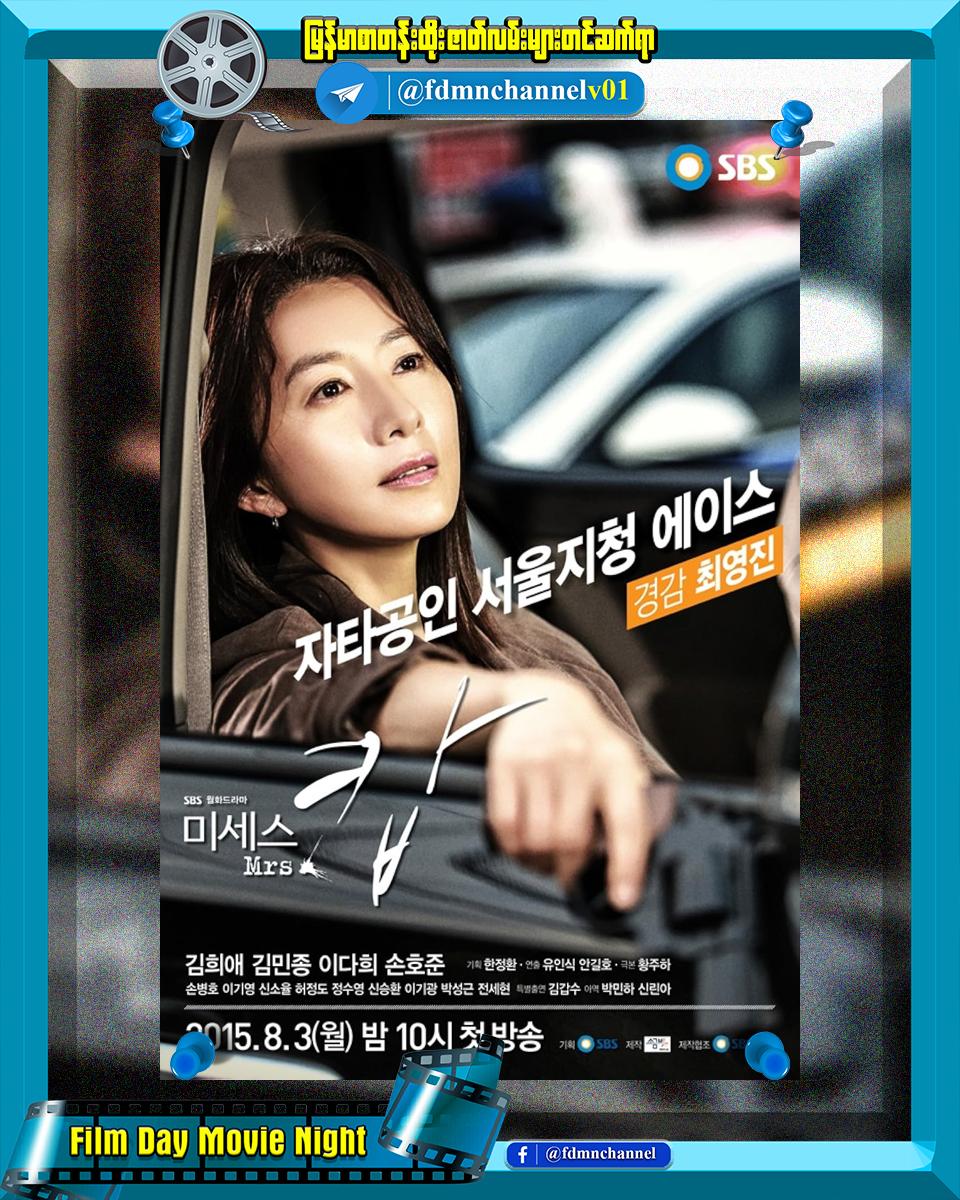 မြန်မာစာတန်းထိုးဇာတ်လမ်းများတင်ဆက်ရာ
@fdmnchannelv01
SBS
자타공인 서울지청 에이스
경감 최영진
SBS 월화드라마
미세스 캅
Mrs
김희애 김민종 이다희 손호준 기획 한정환 · 연출 유인식 안길호 · 극본 황주하
손병호 이기영 신소율 허정도 정수영 신승환 이기광 박성근 전세현 특별출연 김갑수 아역 박민하 신린아
2015.8.3(월) 밤 10시 첫 방송 기획 SBS 제작 제작협조 SB
Film Day Movie Night
@fdmnchannel